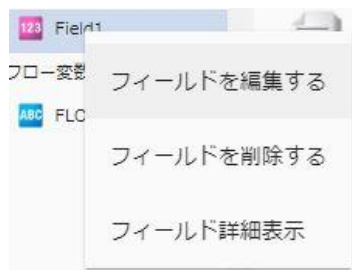 123 Field1
フロー変数
ABC FLO
フィールドを編集する
フィールドを削除する
フィールド詳細表示